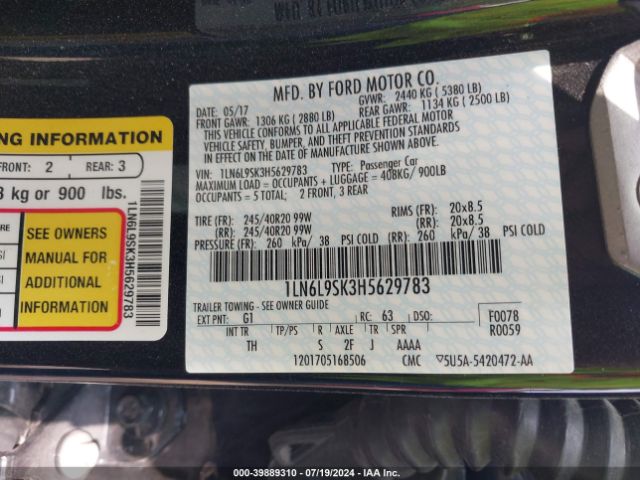 NG INFORMATION
FRONT: 2 REAR: 3
kg or 900 lbs.
SEE OWNERS
MANUAL FOR
ADDITIONAL
INFORMATION
1LN6L9SK3H5629783
MFD. BY FORD MOTOR CO.
DATE: 05/17 GVWR: 2440 KG ( 5380 LB)
FRONT GAWR: 1306 KG ( 2880 LB) REAR GAWR: 1134 KG ( 2500 LB)
THIS VEHICLE CONFORMS TO ALL APPLICABLE FEDERAL MOTOR
VEHICLE SAFETY, BUMPER, AND THEFT PREVENTION STANDARDS
IN EFFECT ON THE DATE OF MANUFACTURE SHOWN ABOVE.
VIN: 1LN6L9SK3H5629783 TYPE: Passenger Car
MAXIMUM LOAD = OCCUPANTS + LUGGAGE = 408KG/ 900LB
OCCUPANTS = 5 TOTAL; 2 FRONT, 3 REAR
TIRE (FR): 245/40R20 99W RIMS (FR): 20x8.5
(RR): 245/40R20 99W (RR): 20x8.5
PRESSURE (FR): 260 kPa/ 38 PSI COLD (RR): 260 kPa/ 38 PSI COLD
1LN6L9SK3H5629783
TRAILER TOWING - SEE OWNER GUIDE
EXT PNT: G1 RC: 63 DSO: F0078
INT TR TP/PS R AXLE TR SPR R0059
TH S 2F J AAAA
1201705168506 CMC 5U5A-5420472-AA
000-39889310 - 07/19/2024 - IAA Inc.